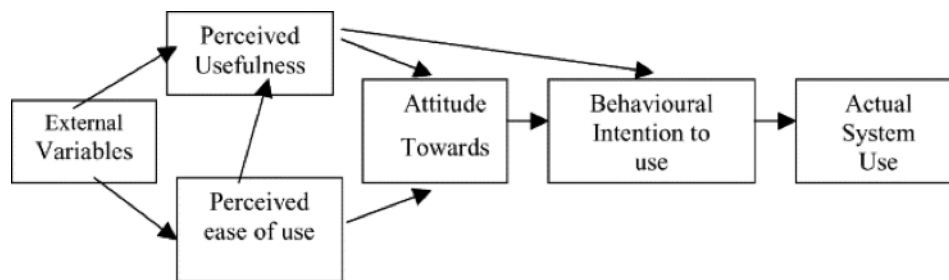 Perceived
Usefulness
External
Variables
Perceived
ease of use
Attitude
Towards
Behavioural
Intention to
use
Actual
System
Use